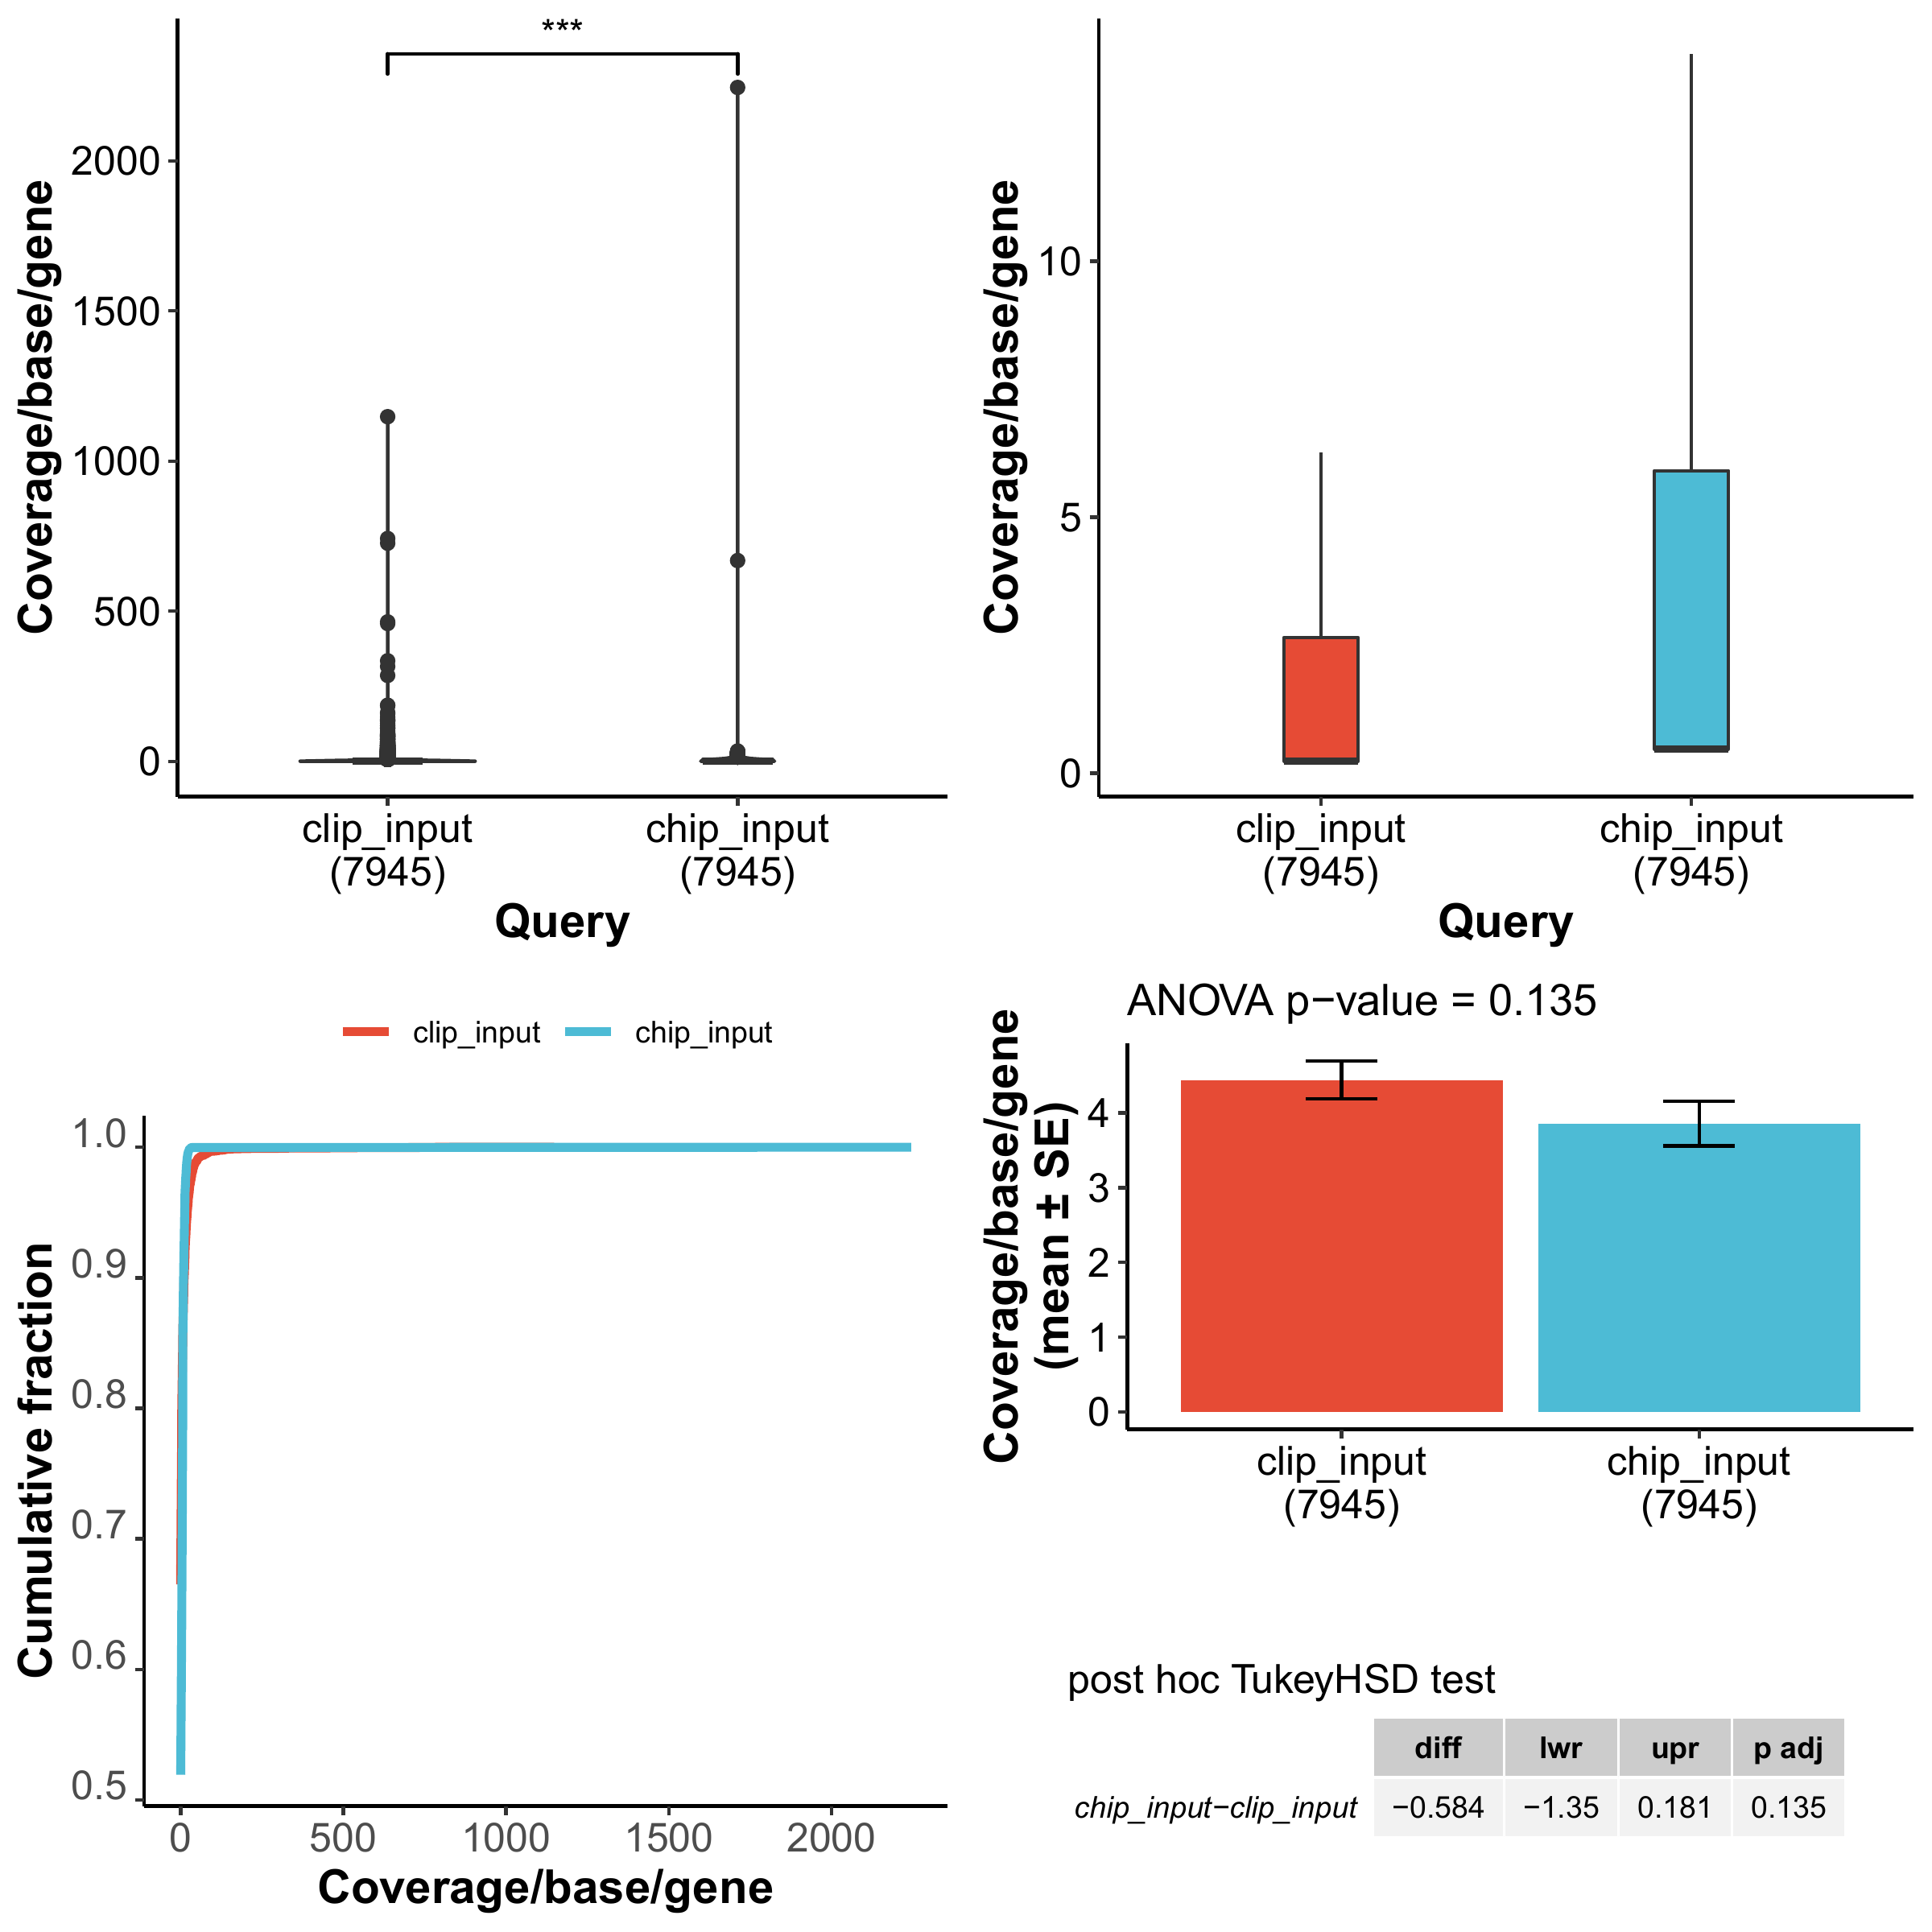 ***
Coverage/base/gene
2000
1500
1000
500
0
clip_input
(7945)
chip_input
(7945)
Query
Coverage/base/gene
10
5
0
clip_input
(7945)
chip_input
(7945)
Query
clip_input
chip_input
Cumulative fraction
1.0
0.9
0.8
0.7
0.6
0.5
0
500
1000
1500
2000
Coverage/base/gene
ANOVA p−value = 0.135
Coverage/base/gene
(mean ± SE)
4
3
2
1
0
clip_input
(7945)
chip_input
(7945)
post hoc TukeyHSD test
diff lwr upr p adj
chip_input−clip_input −0.584 −1.35 0.181 0.135